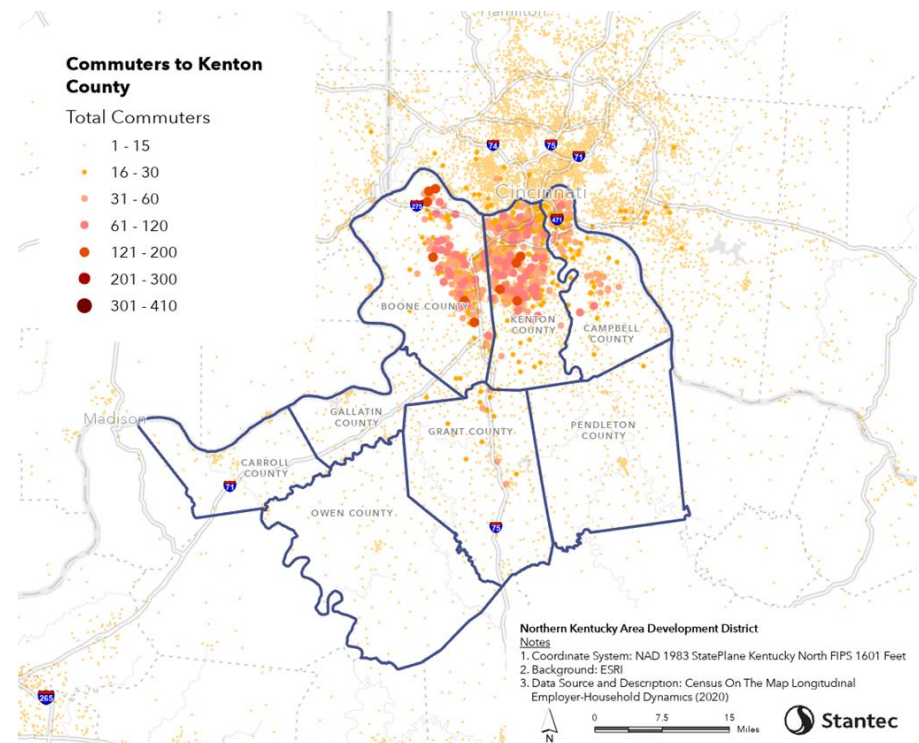 Hamilton
Commuters to Kenton
County
Total Commuters
1 - 15
16 - 30
31 - 60
61 - 120
121 - 200
201 - 300
301 - 410
74
75
71
Cincinnati
275
471
BOONE COUNTY
KENTON
COUNTY
CAMPBELL
COUNTY
Madison
GALLATIN
COUNTY
GRANT COUNTY
PENDLETON
COUNTY
CARROLL
COUNTY
71
OWEN COUNTY
75
265
Northern Kentucky Area Development District
Notes
1. Coordinate System: NAD 1983 StatePlane Kentucky North FIPS 1601 Feet
2. Background: ESRI
3. Data Source and Description: Census On The Map Longitudinal
Employer-Household Dynamics (2020)
N
0 7.5 15
Miles
Stantec